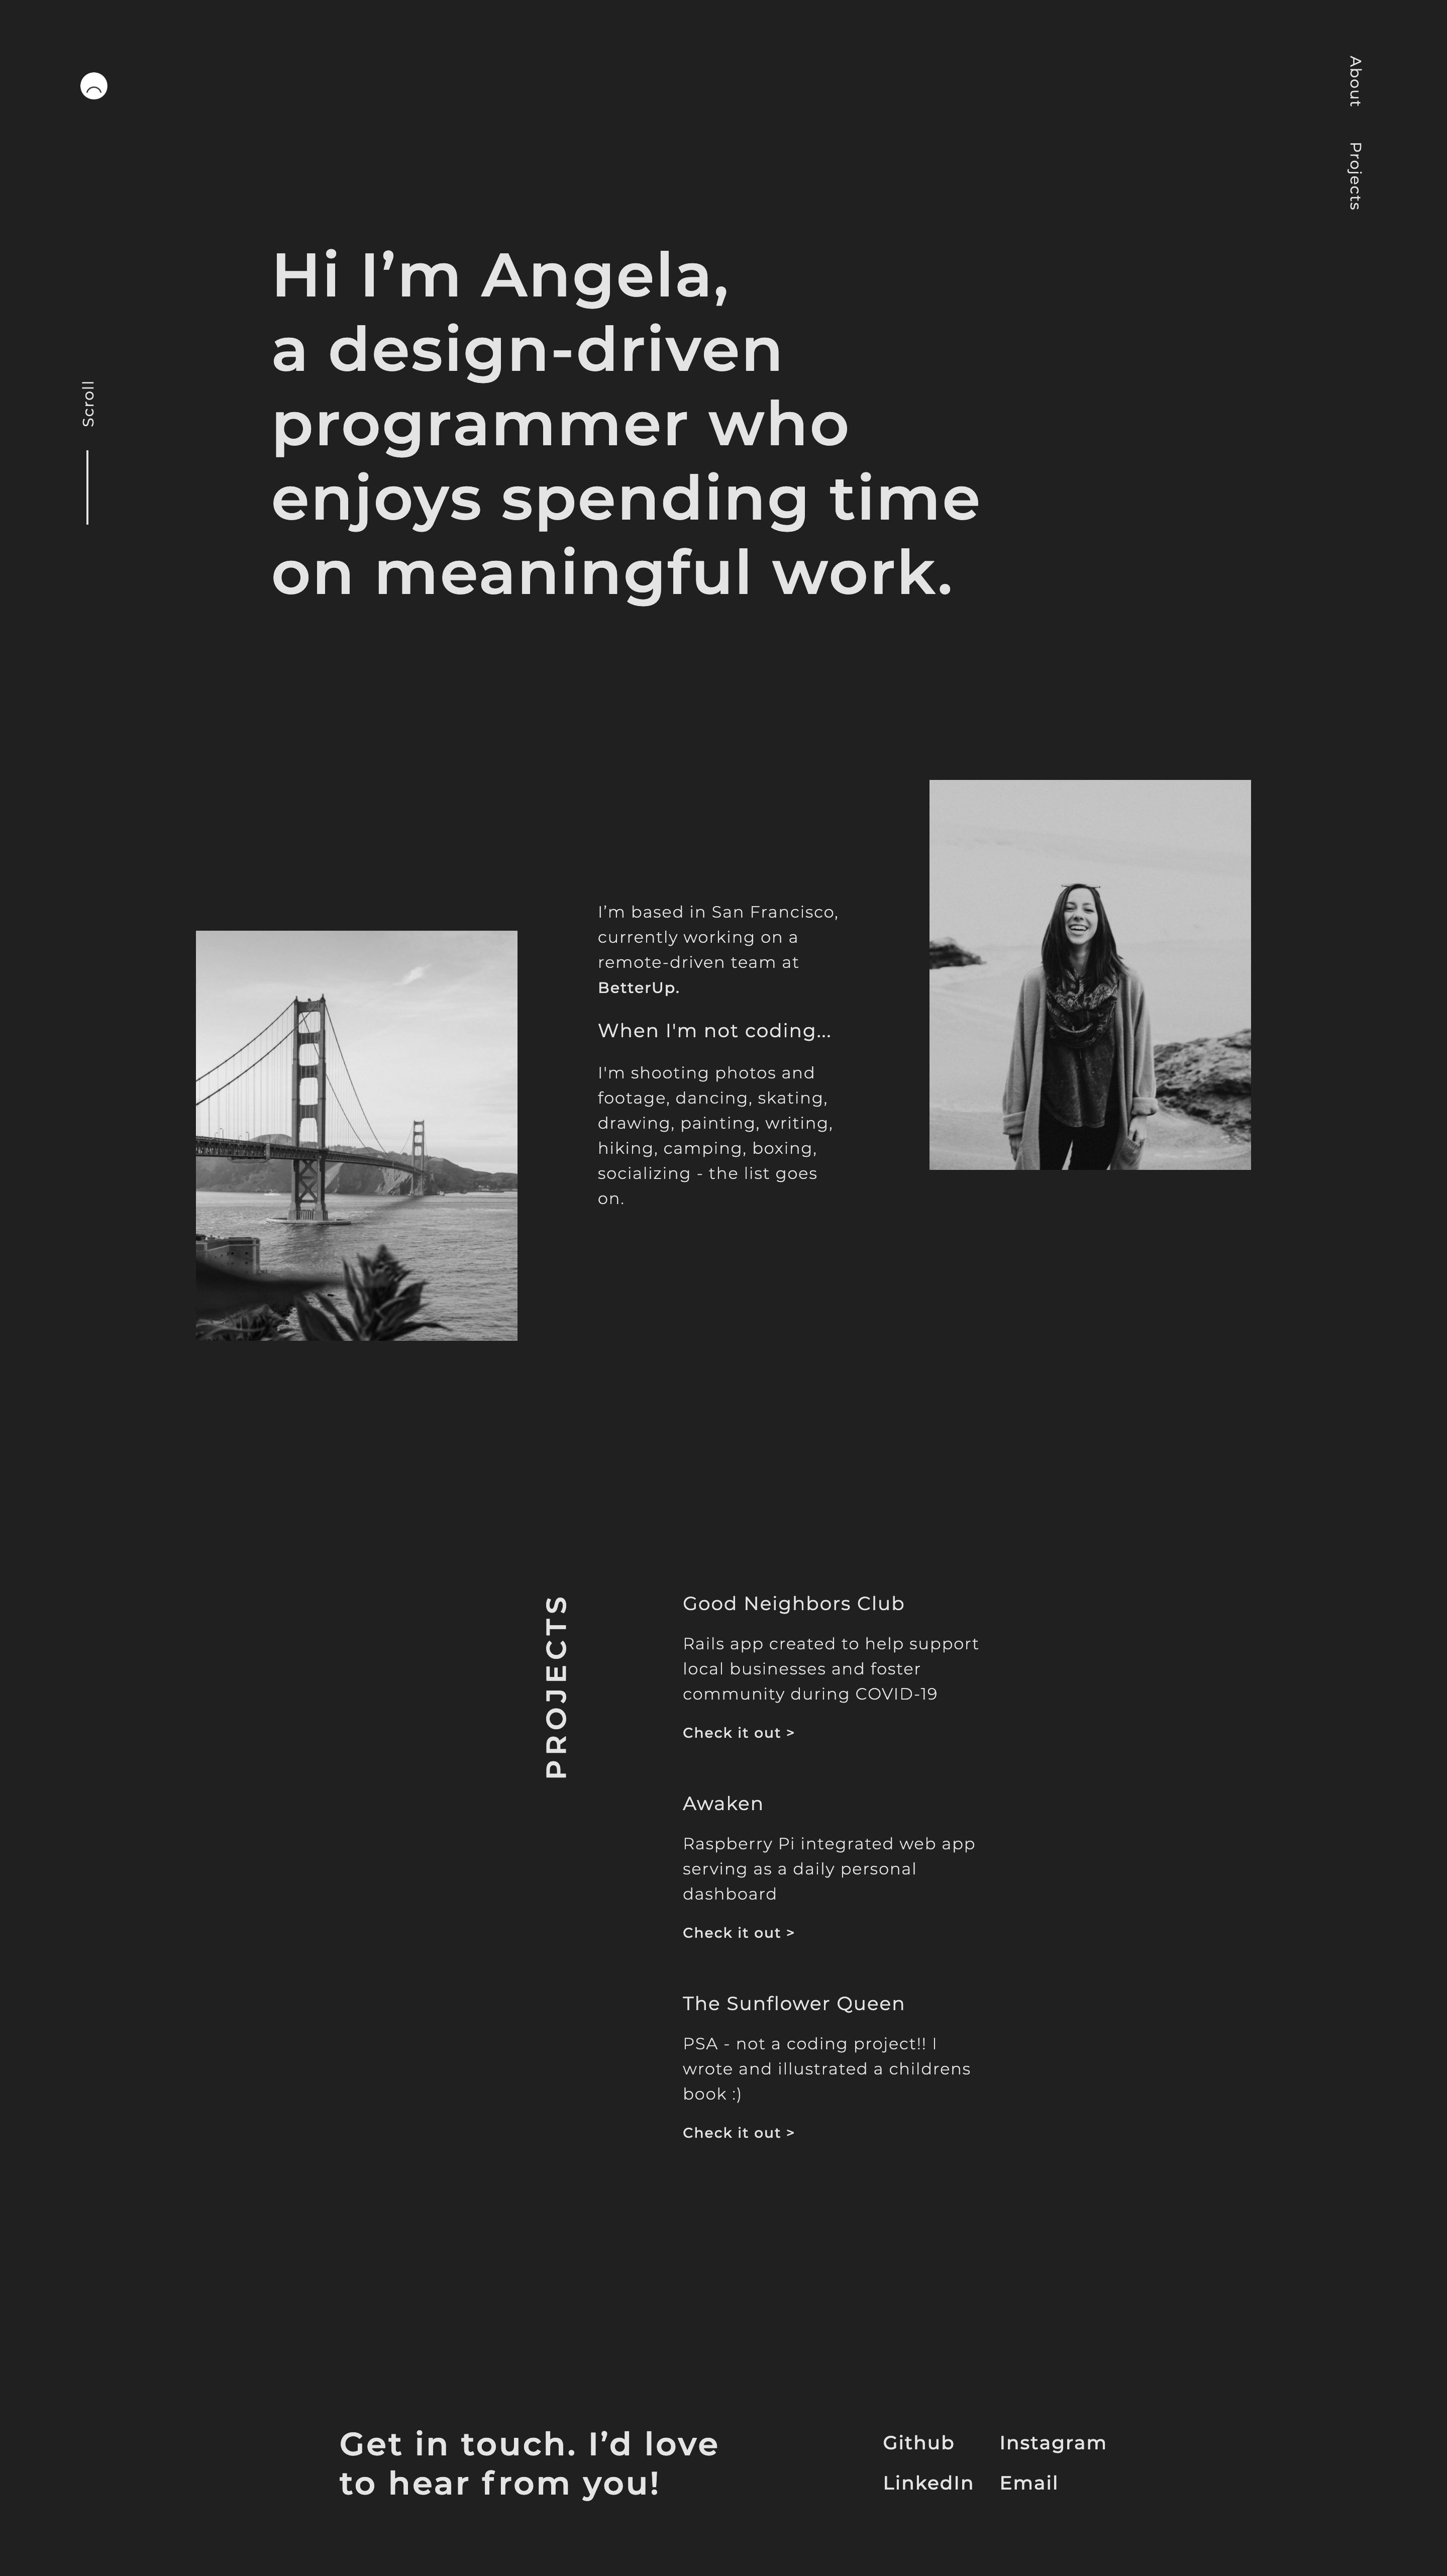 About
Projects
Hi I’m Angela,
a design-driven
programmer who
enjoys spending time
on meaningful work.
Scroll
I’m based in San Francisco,
currently working on a
remote-driven team at
BetterUp.
When I'm not coding...
I'm shooting photos and
footage, dancing, skating,
drawing, painting, writing,
hiking, camping, boxing,
socializing - the list goes
on.
PROJECTS
Good Neighbors Club
Rails app created to help support
local businesses and foster
community during COVID-19
Check it out >
Awaken
Raspberry Pi integrated web app
serving as a daily personal
dashboard
Check it out >
The Sunflower Queen
PSA - not a coding project!! I
wrote and illustrated a childrens
book :)
Check it out >
Get in touch. I’d love
to hear from you!
Github
Instagram
LinkedIn
Email